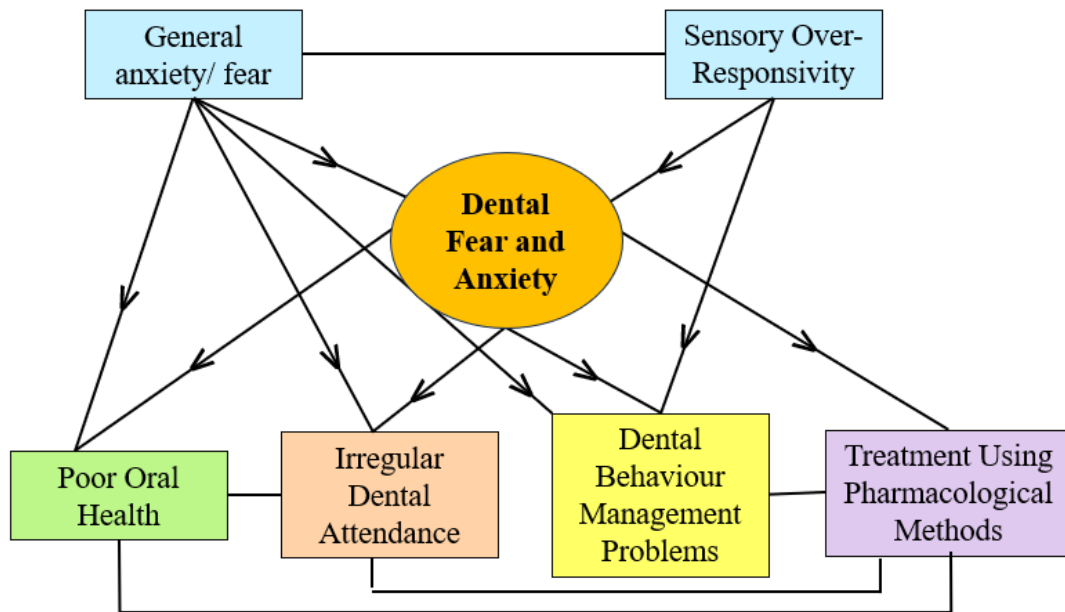 General
anxiety/ fear
Sensory Over-
Responsivity
Dental
Fear and
Anxiety
Poor Oral
Health
Irregular
Dental
Attendance
Dental
Behaviour
Management
Problems
Treatment Using
Pharmacological
Methods